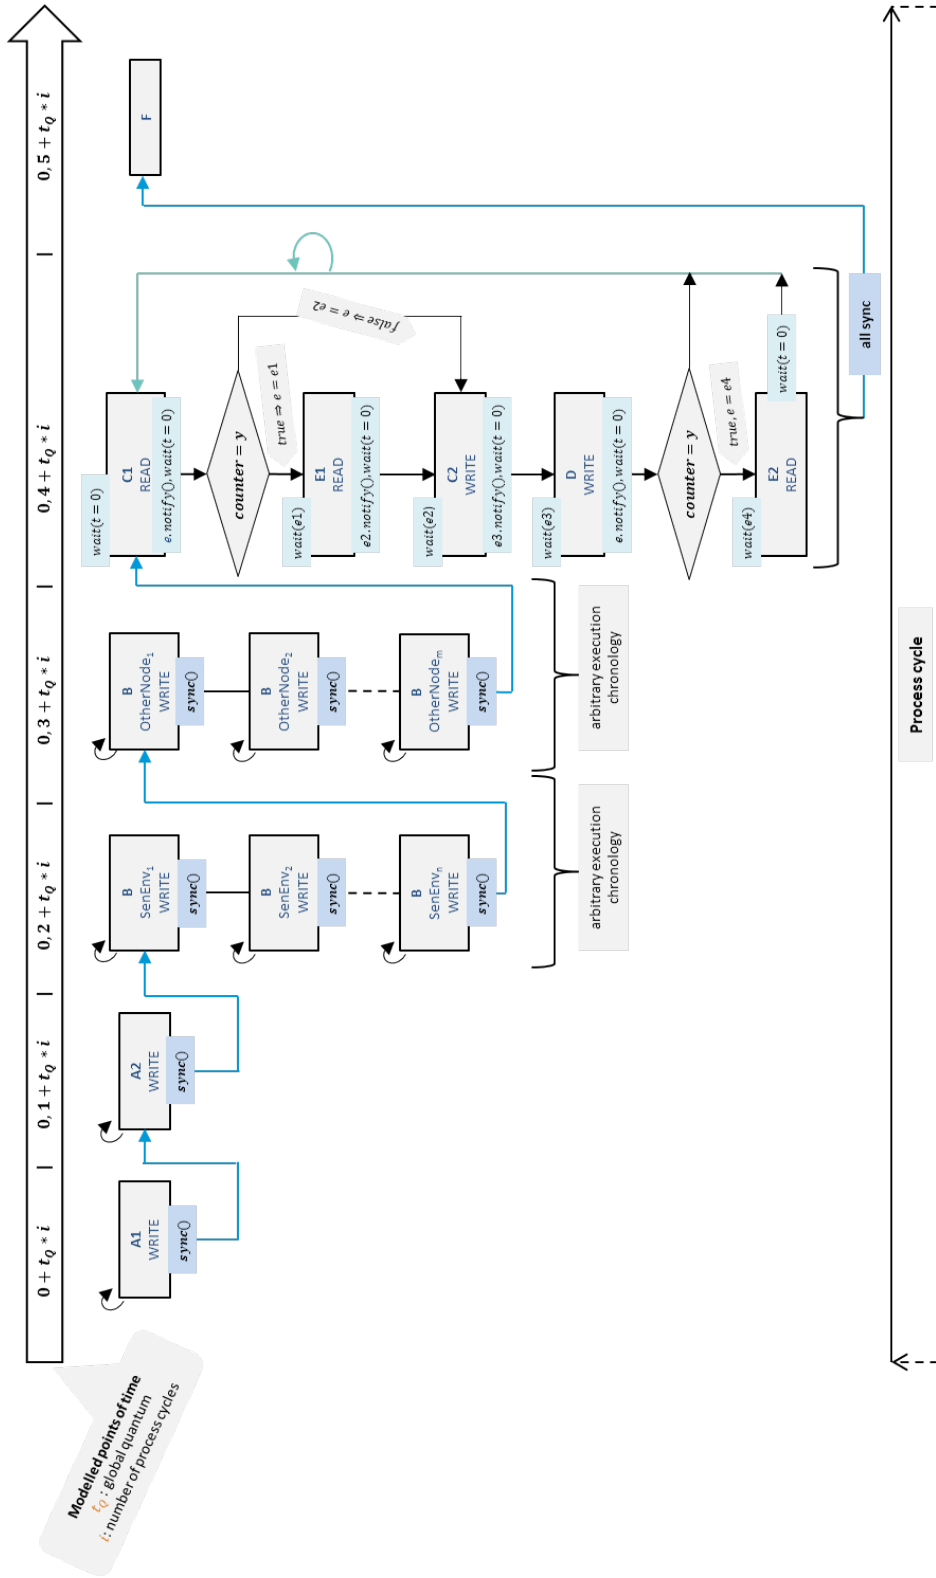 0 + t_Q * i | 0,1 + t_Q * i | 0,2 + t_Q * i | 0,3 + t_Q * i | 0,4 + t_Q * i | 0,5 + t_Q * i
Modelled points of time
t_Q : global quantum
i: number of process cycles
A1
WRITE
sync()
A2
WRITE
sync()
B
SenEnv₁
WRITE
sync()
B
SenEnv₂
WRITE
sync()
B
SenEnvₙ
WRITE
sync()
arbitrary execution
chronology
B
OtherNode₁
WRITE
sync()
B
OtherNode₂
WRITE
sync()
B
OtherNodeₘ
WRITE
sync()
arbitrary execution
chronology
wait(t = 0)
C1
READ
e.notify(),wait(t = 0)
counter = y
true ⇒ e = e1
false ⇒ e = e2
wait(e1)
E1
READ
e2.notify(),wait(t = 0)
wait(e2)
C2
WRITE
e3.notify(),wait(t = 0)
wait(e3)
D
WRITE
e.notify(),wait(t = 0)
counter = y
true, e = e4
wait(e4)
E2
READ
wait(t = 0)
all sync
F
Process cycle